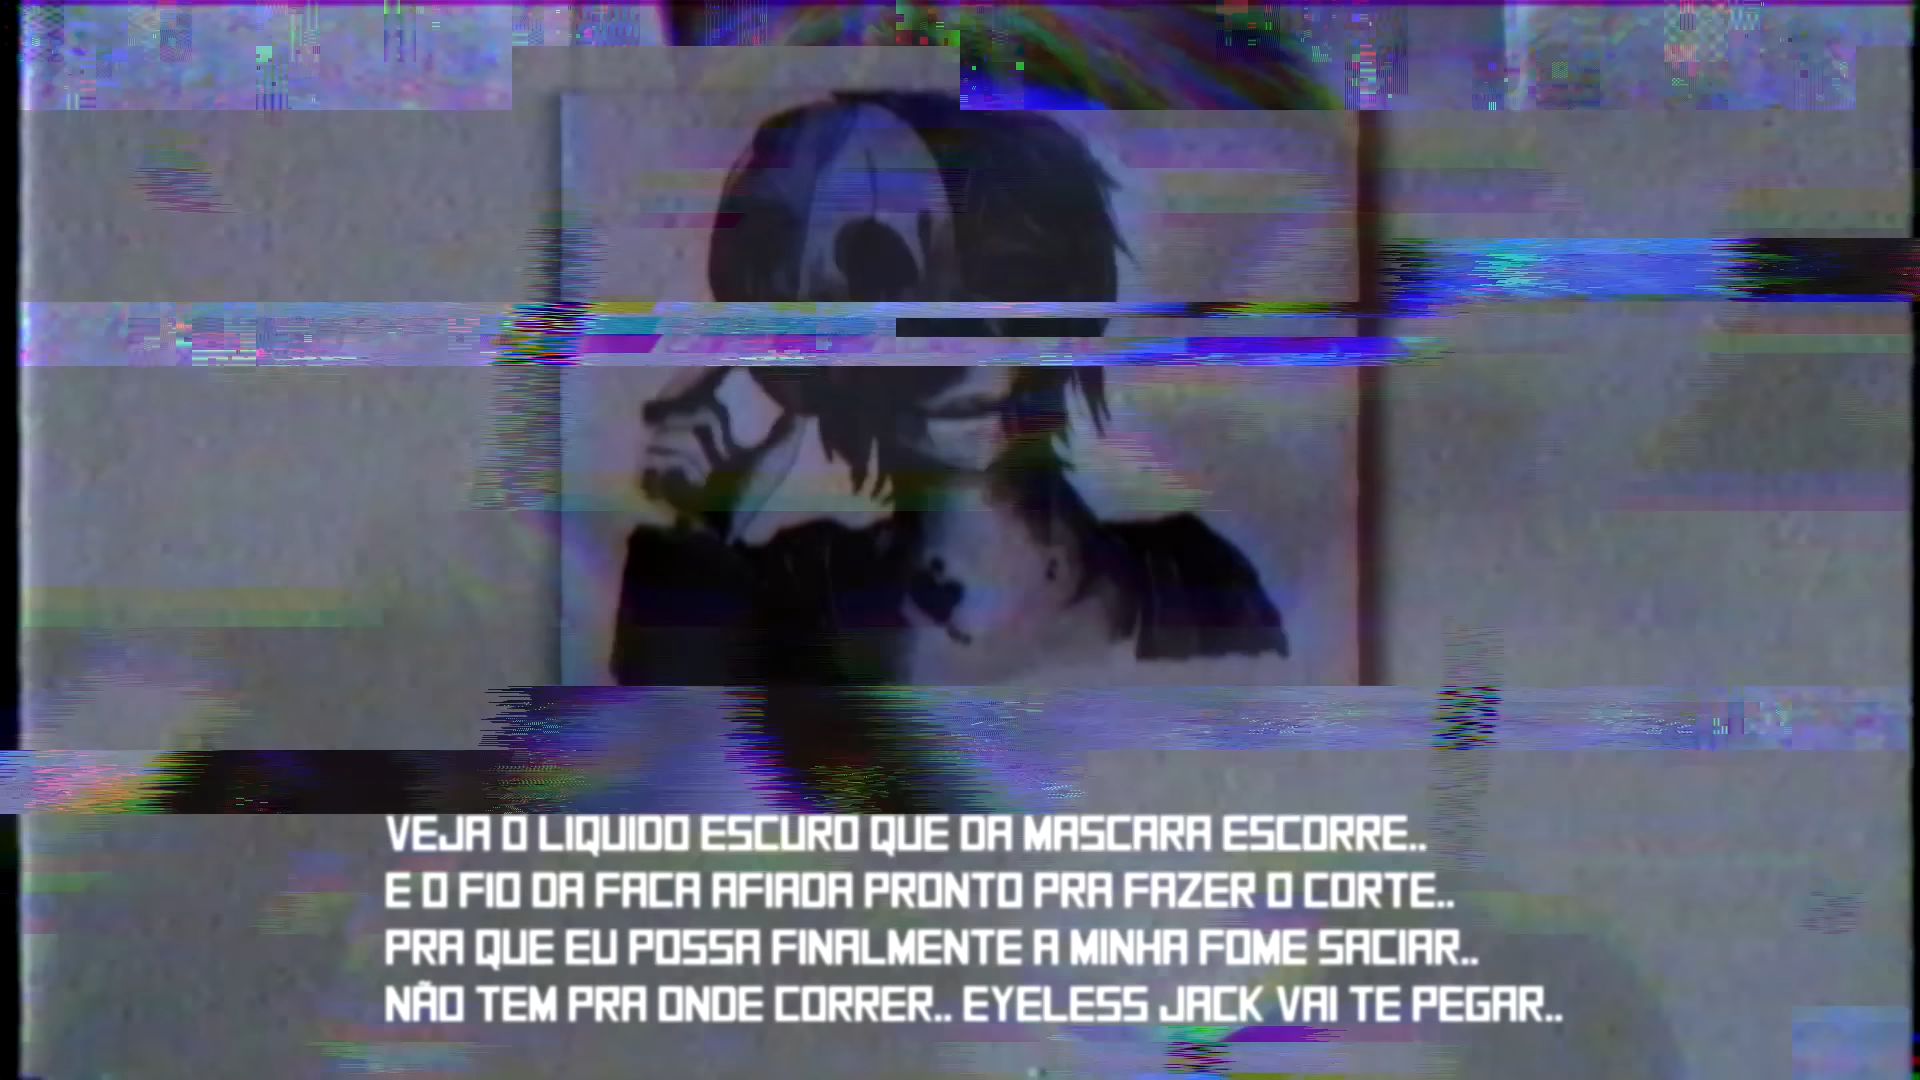 VEJA O LIQUIDO ESCURO QUE DA MASCARA ESCORRE..
E O FIO DA FACA AFIADA PRONTO PRA FAZER O CORTE..
PRA QUE EU POSSA FINALMENTE A MINHA FOME SACIAR..
NÃO TEM PRA ONDE CORRER.. EYELESS JACK VAI TE PEGAR..